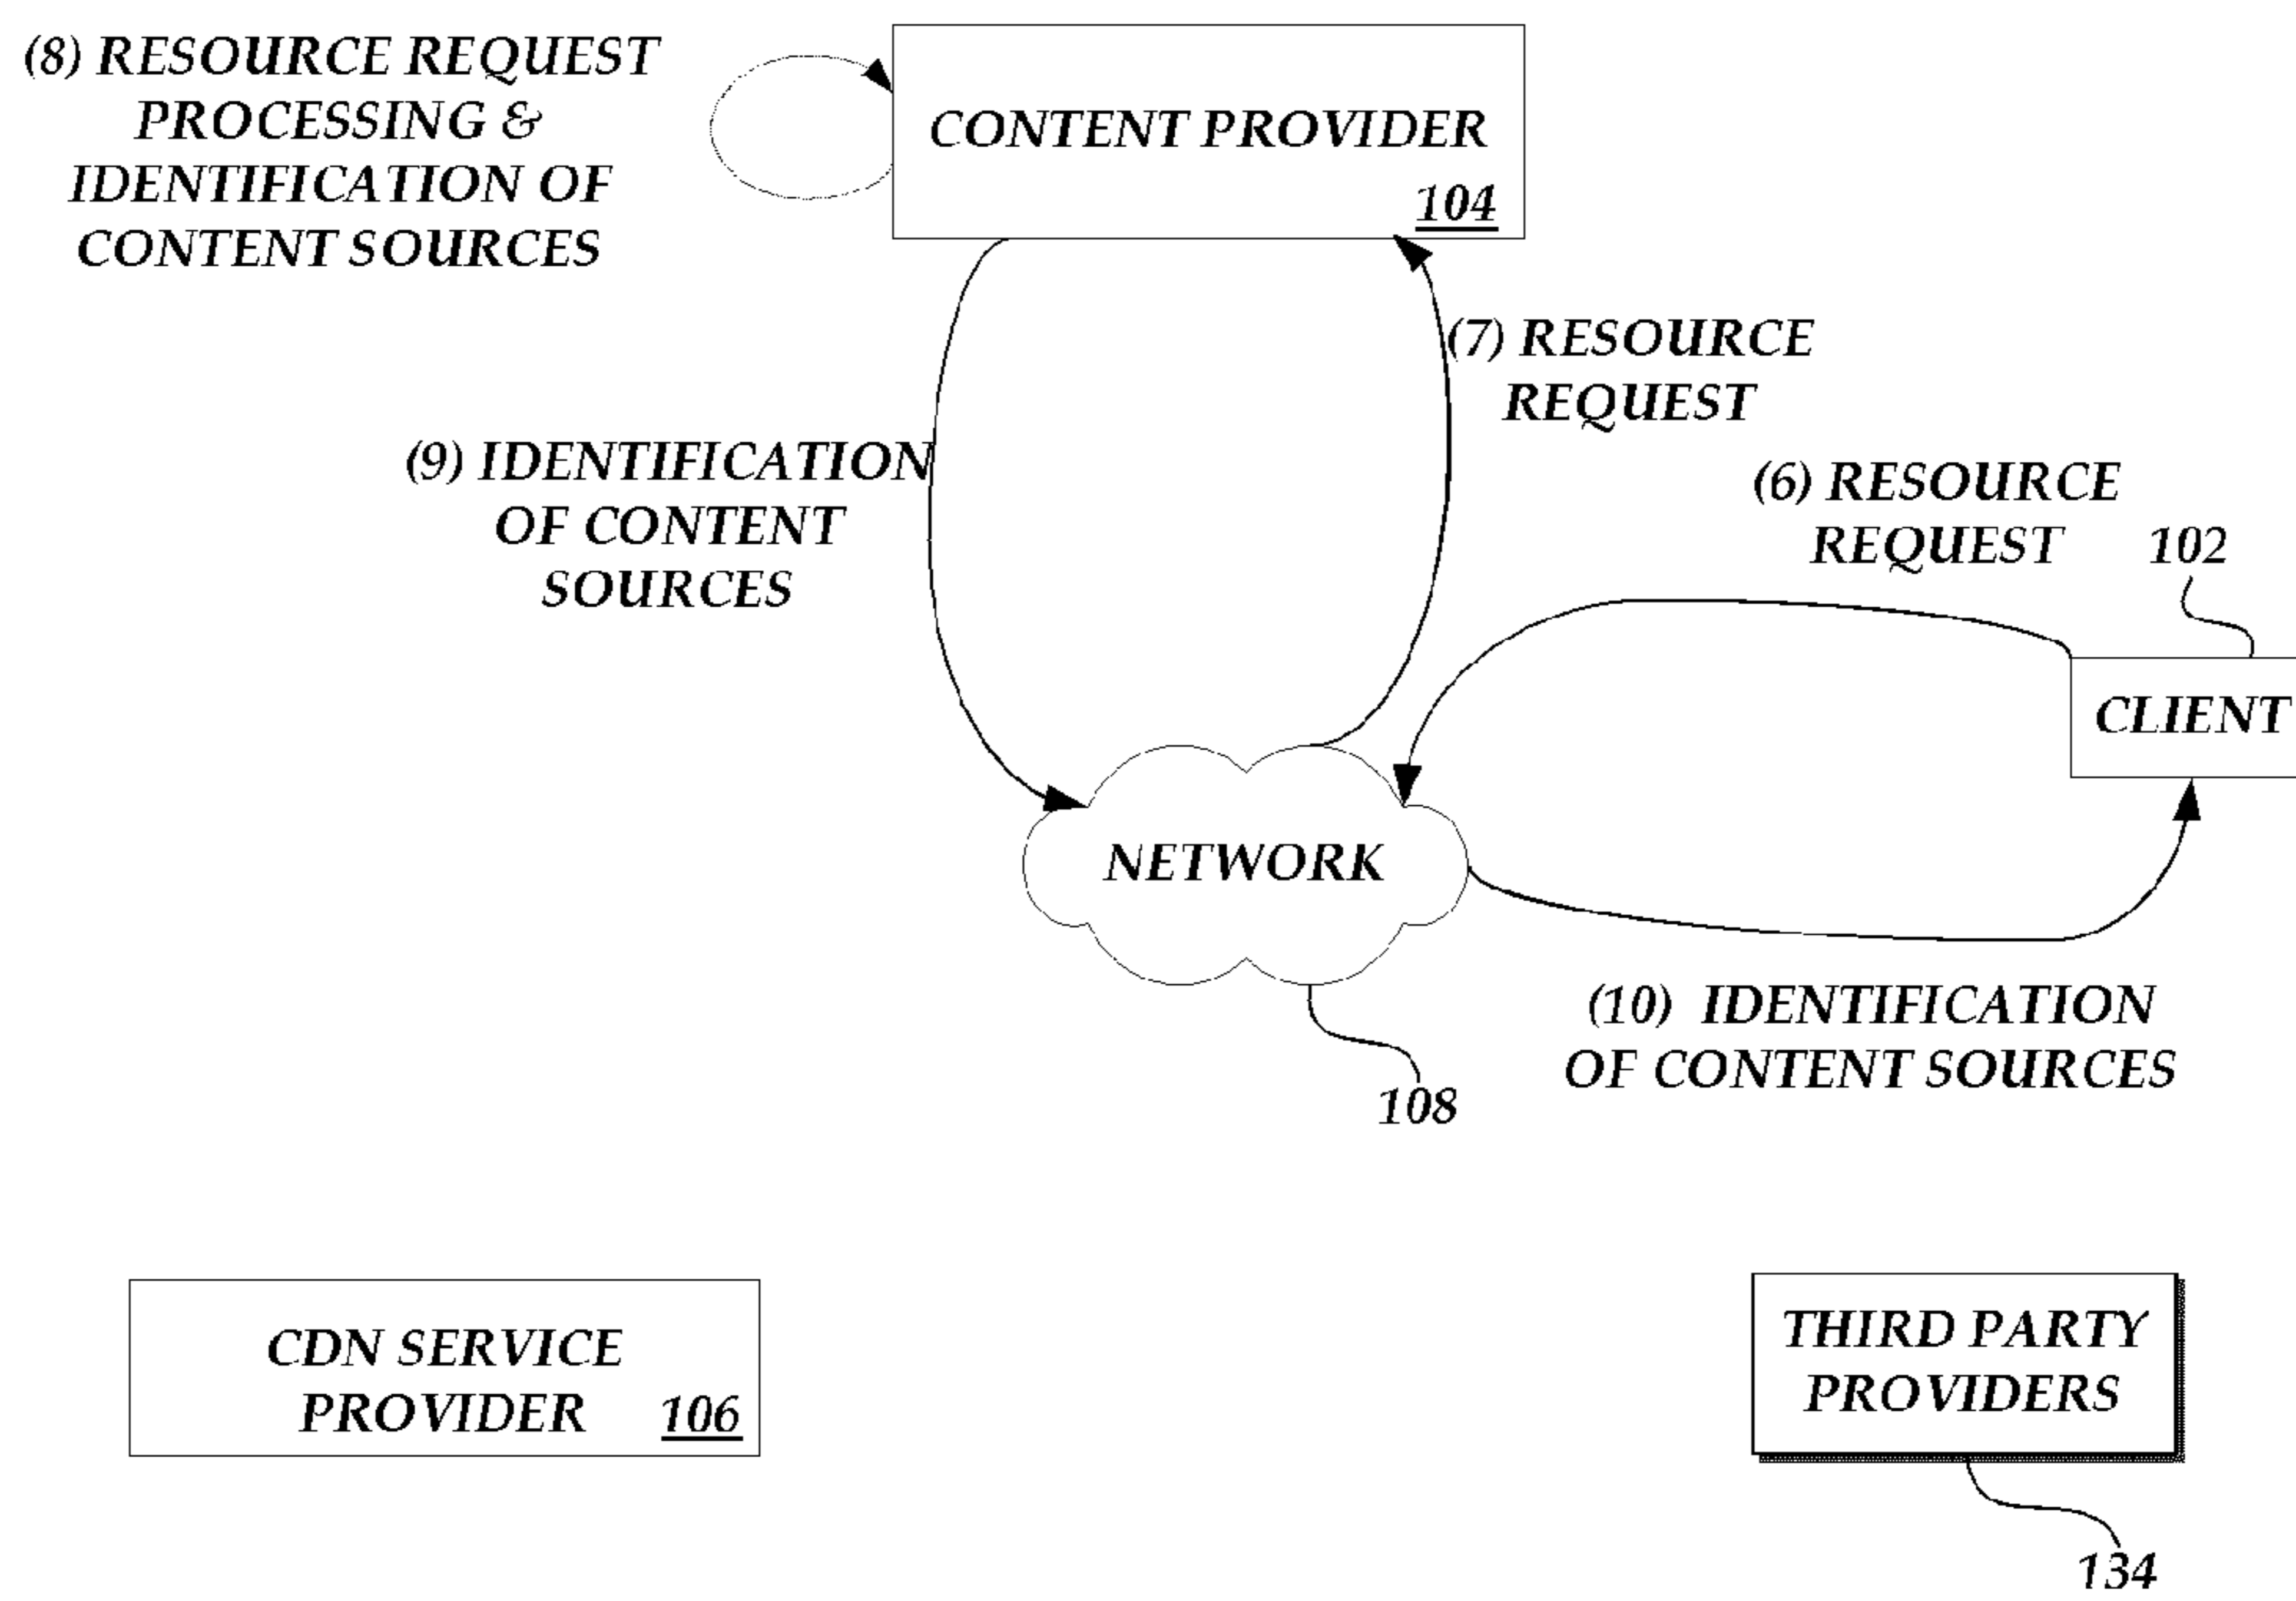 (8) RESOURCE REQUEST
PROCESSING &
IDENTIFICATION OF
CONTENT SOURCES
CONTENT PROVIDER
104
(7) RESOURCE
REQUEST
(9) IDENTIFICATION
OF CONTENT
SOURCES
(6) RESOURCE
REQUEST
102
CLIENT
NETWORK
(10) IDENTIFICATION
OF CONTENT SOURCES
108
CDN SERVICE
PROVIDER 106
THIRD PARTY
PROVIDERS
134